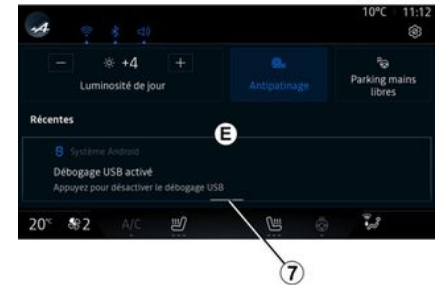 10°C 11:12
− +4 +
Luminosité de jour
Antipatinage
Parking mains
libres
Récentes
E
Système Android
Débogage USB activé
Appuyez pour désactiver le débogage USB
20°C 2 A/C
7